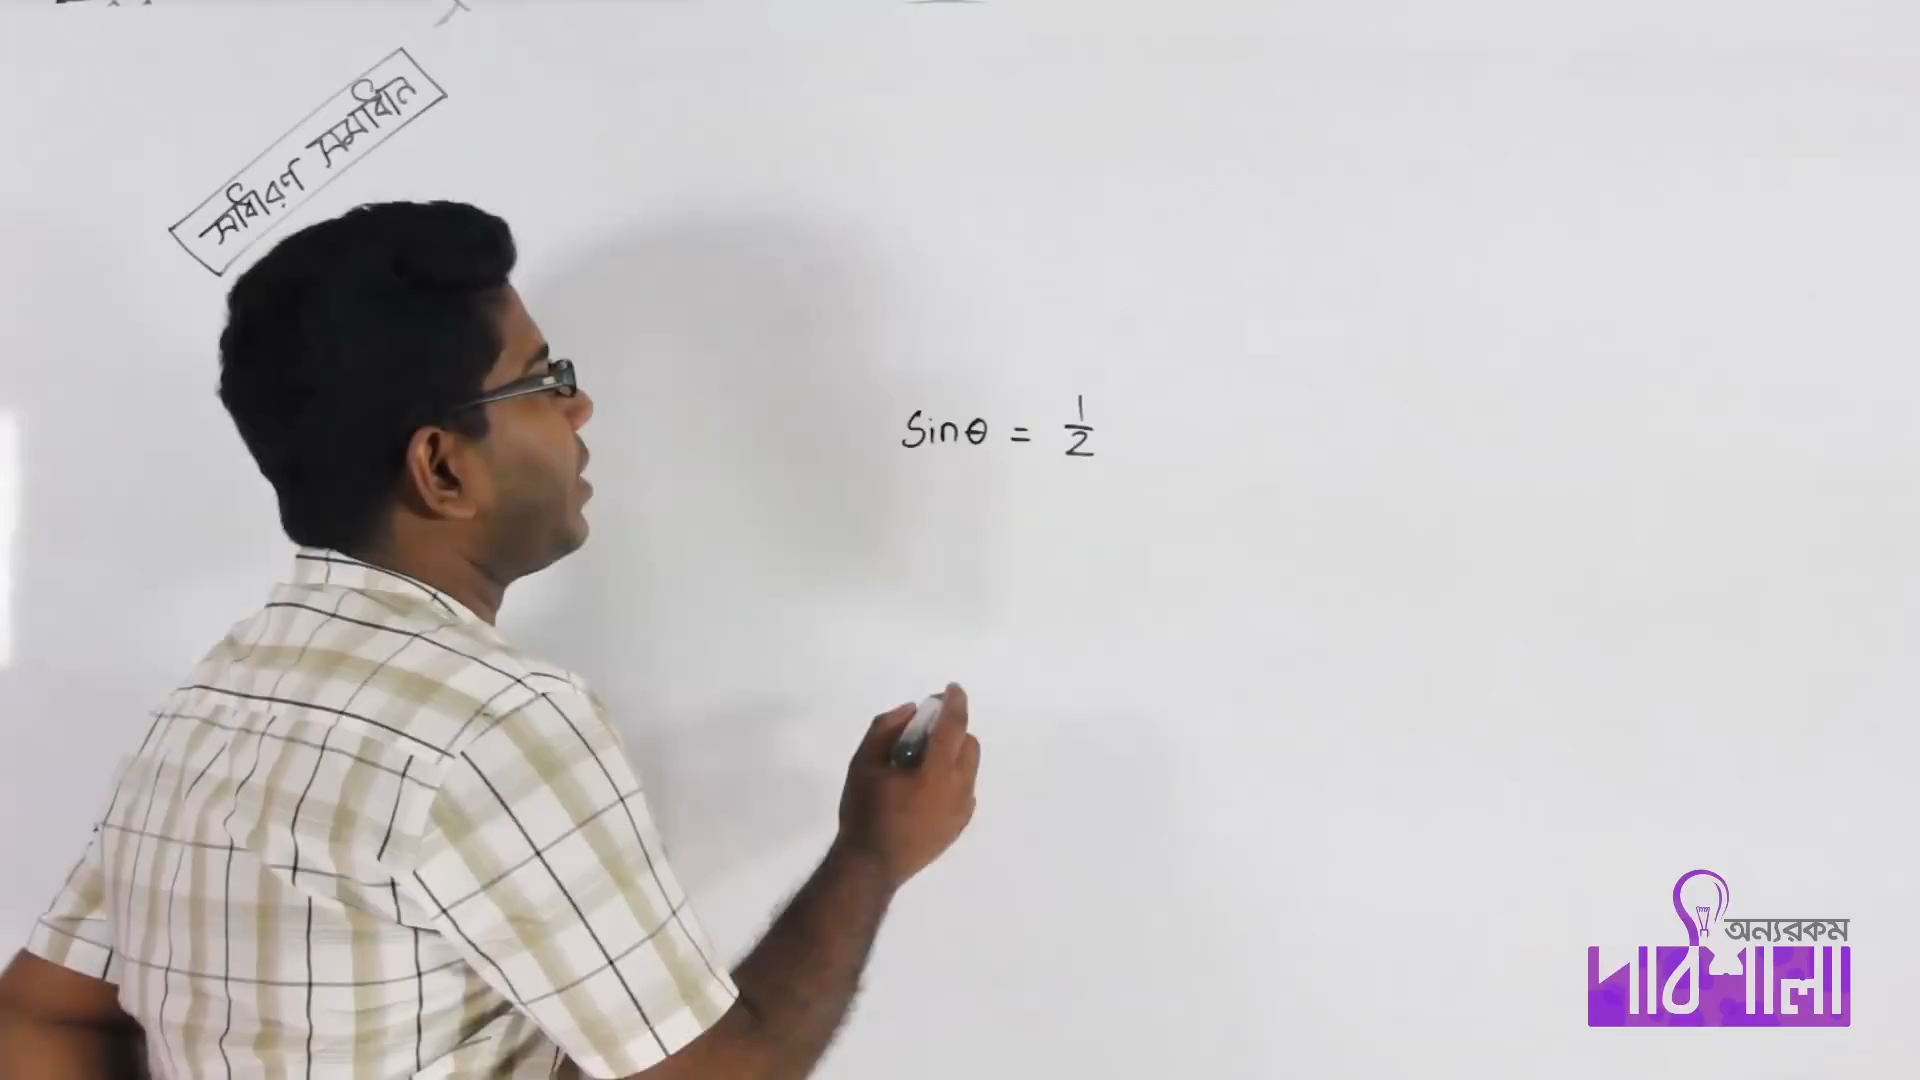 সাধারণ সমাধান
Sinθ = 1/2
অন্যরকম
পাঠশালা